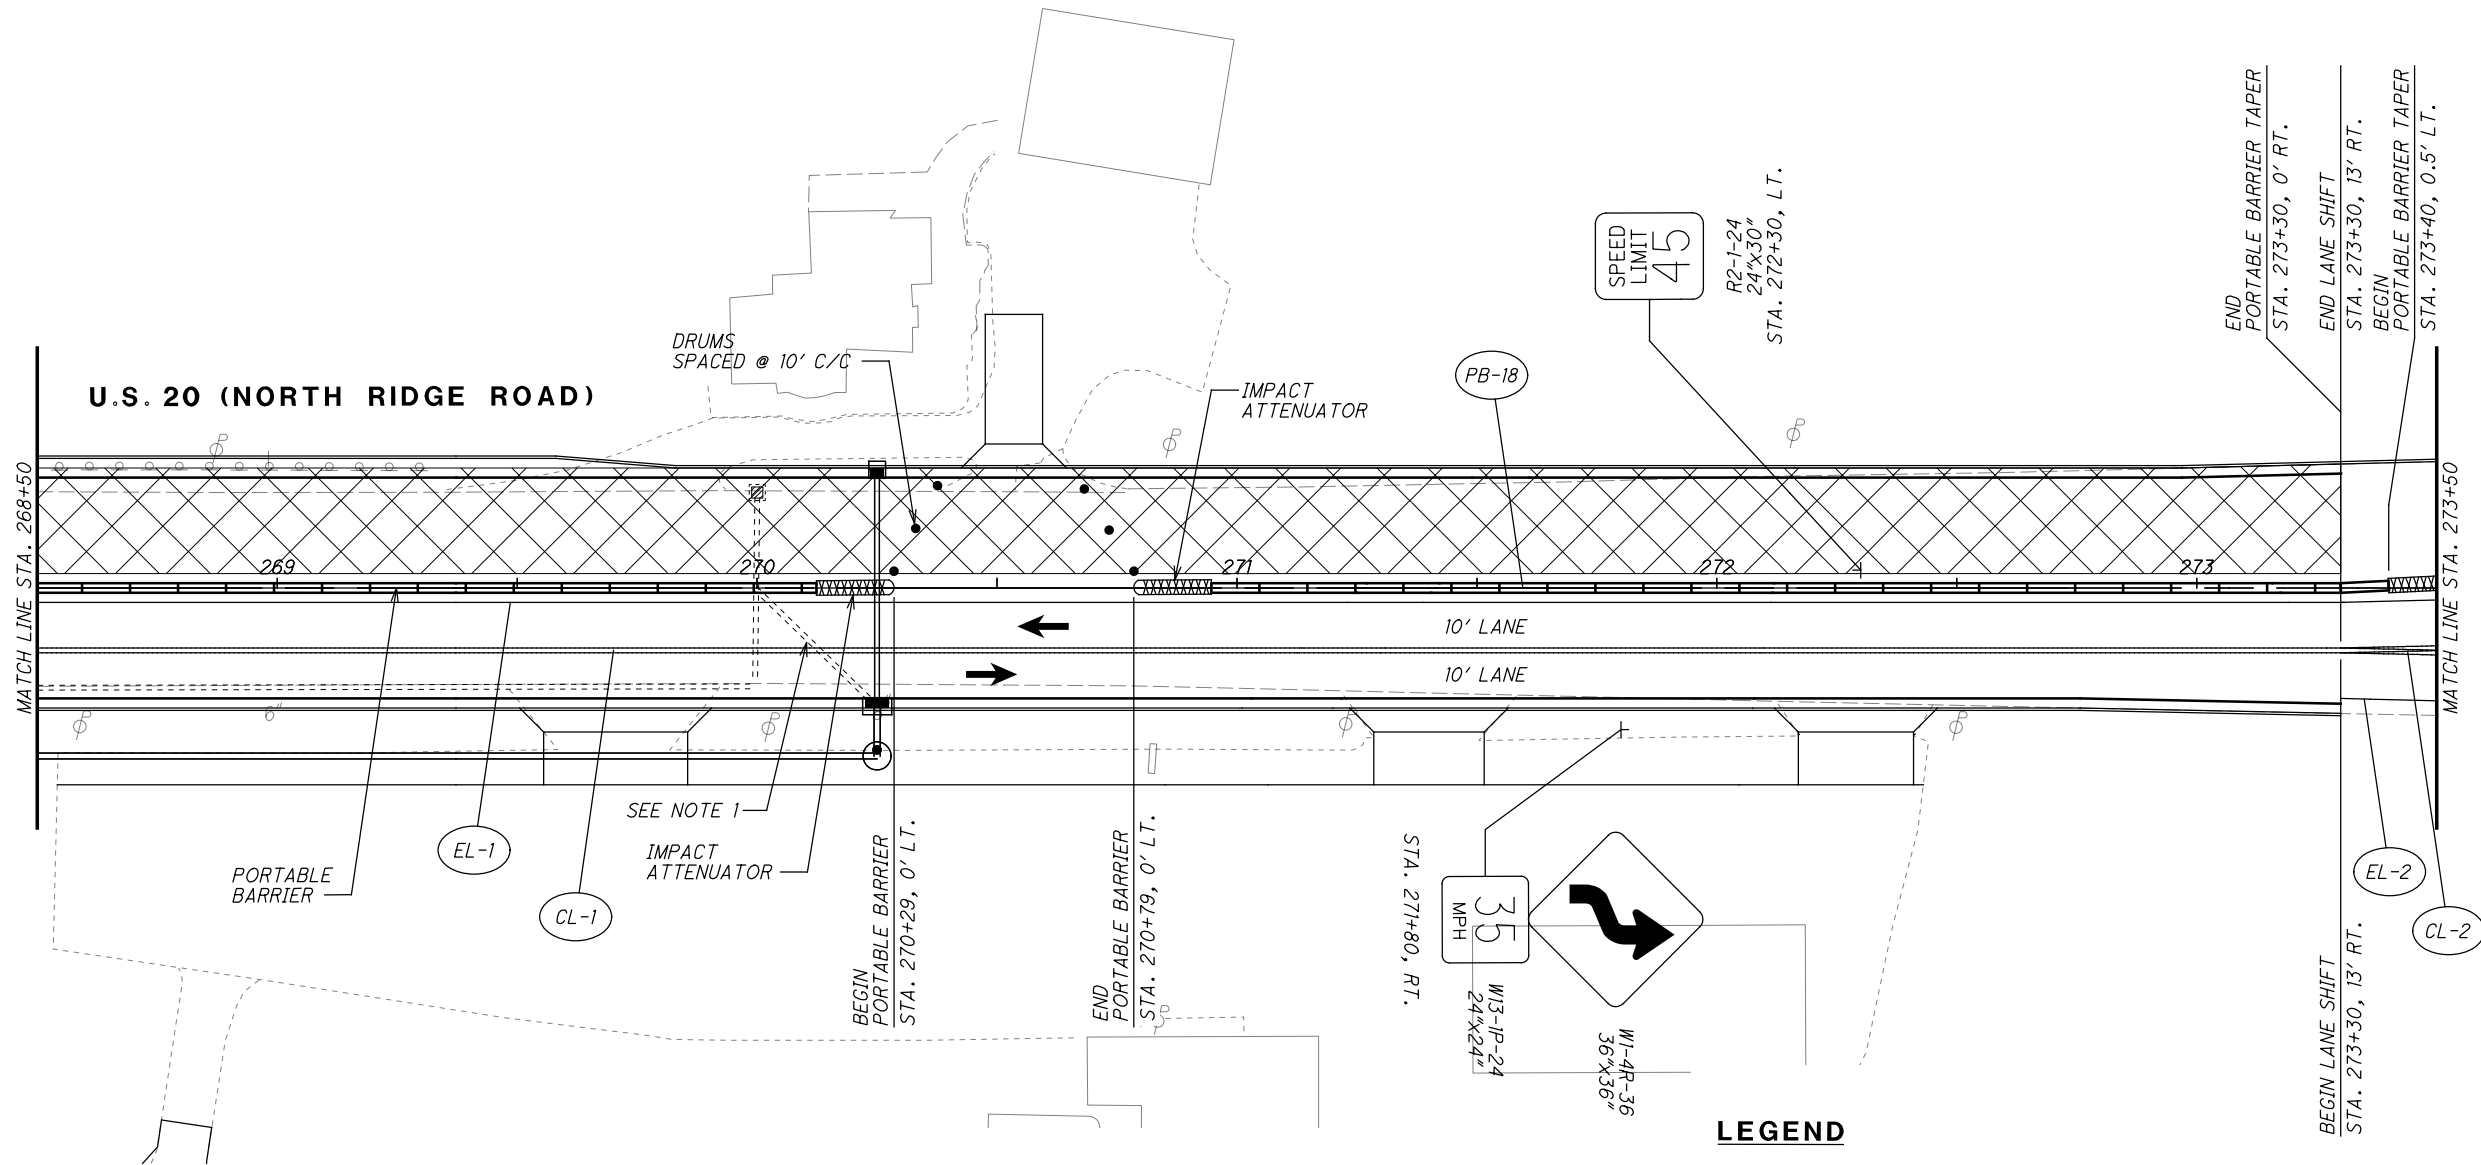 U.S. 20 (NORTH RIDGE ROAD)
MATCH LINE STA. 268+50
DRUMS
SPACED @ 10' C/C
IMPACT
ATTENUATOR
PB-18
SPEED
LIMIT
45
R2-1-24
24"x30"
STA. 272+30, LT.
END
PORTABLE BARRIER TAPER
STA. 273+30, 0' RT.
END LANE SHIFT
STA. 273+30, 13' RT.
BEGIN
PORTABLE BARRIER TAPER
STA. 273+40, 0.5' LT.
MATCH LINE STA. 273+50
P
P
P
269
270
271
272
273
10' LANE
10' LANE
6"
P
P
P
P
SEE NOTE 1
IMPACT
ATTENUATOR
PORTABLE
BARRIER
EL-1
CL-1
BEGIN
PORTABLE BARRIER
STA. 270+29, 0' LT.
END
PORTABLE BARRIER
STA. 270+79, 0' LT.
P
STA. 271+80, RT.
35
MPH
W13-1P-24
24"x24"
W1-4R-36
36"x36"
EL-2
CL-2
BEGIN LANE SHIFT
STA. 273+30, 13' RT.
LEGEND